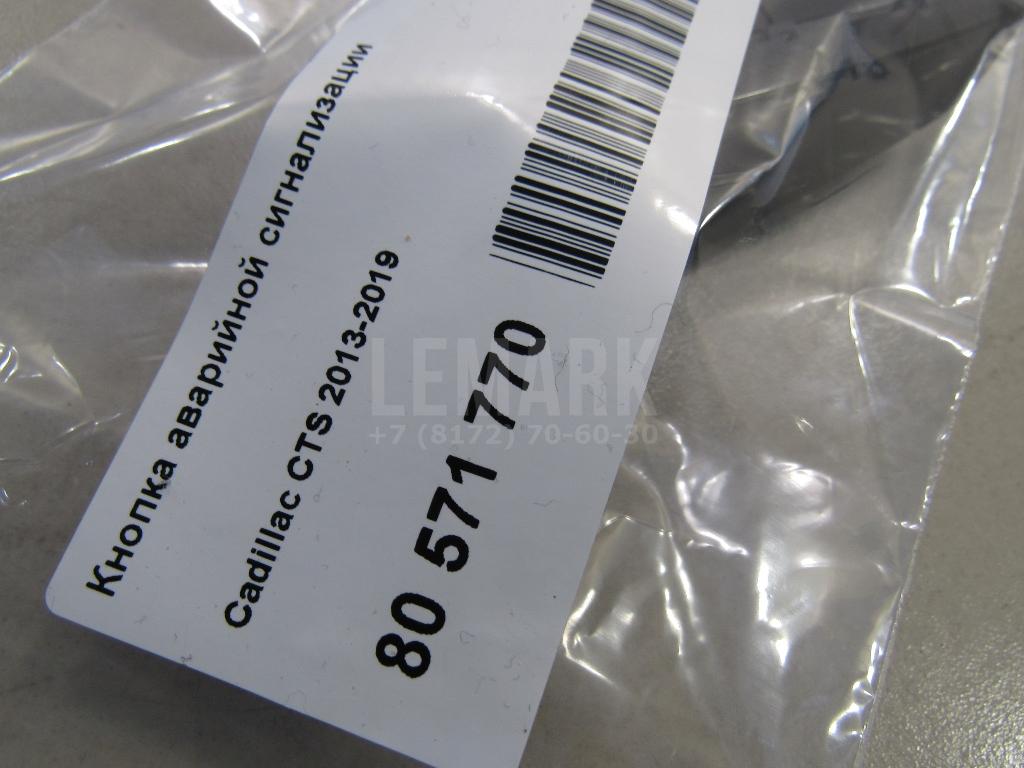 Кнопка аварийной сигнализации
Cadillac CTS 2013-2019
80 571 770
LEMARK
+7 (8172) 70-60-30